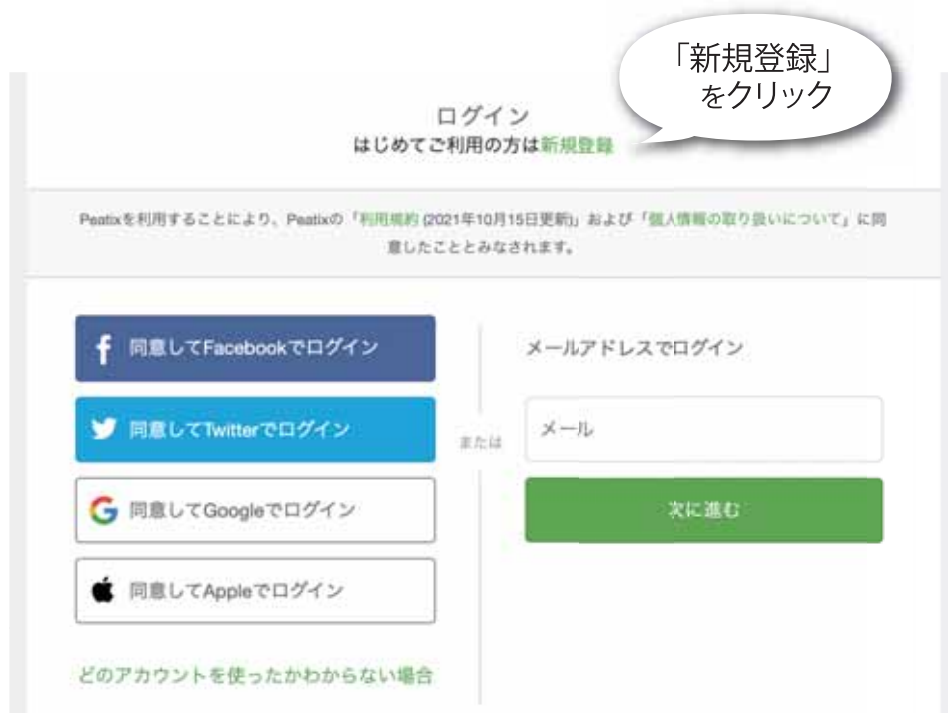 「新規登録」
をクリック
ログイン
はじめてご利用の方は新規登録
Peatixを利用することにより、Peatixの「利用規約 (2021年10月15日更新)」および「個人情報の取り扱いについて」に同
意したこととみなされます。
同意してFacebookでログイン
同意してTwitterでログイン
同意してGoogleでログイン
同意してAppleでログイン
どのアカウントを使ったかわからない場合
または
メールアドレスでログイン
メール
次に進む